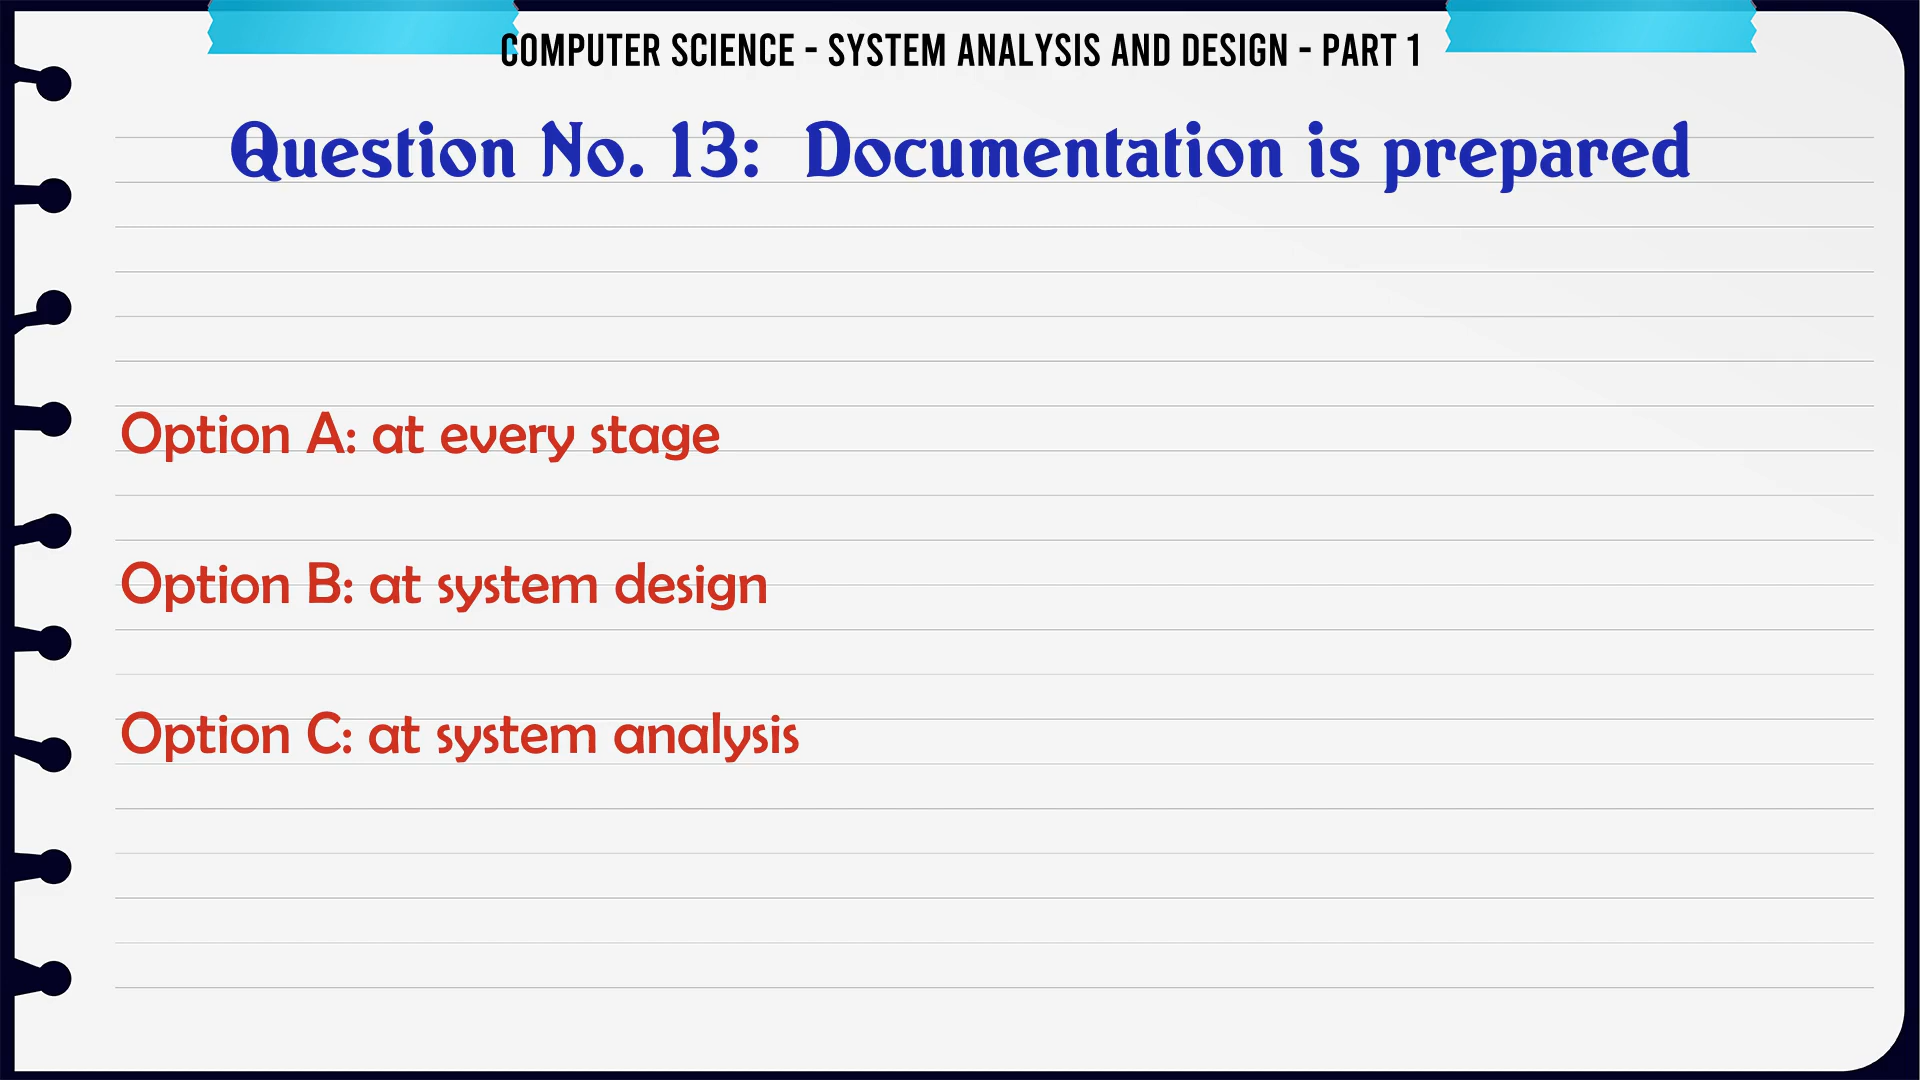 COMPUTER SCIENCE - SYSTEM ANALYSIS AND DESIGN - PART 1
Question No. 13: Documentation is prepared
Option A: at every stage
Option B: at system design
Option C: at system analysis